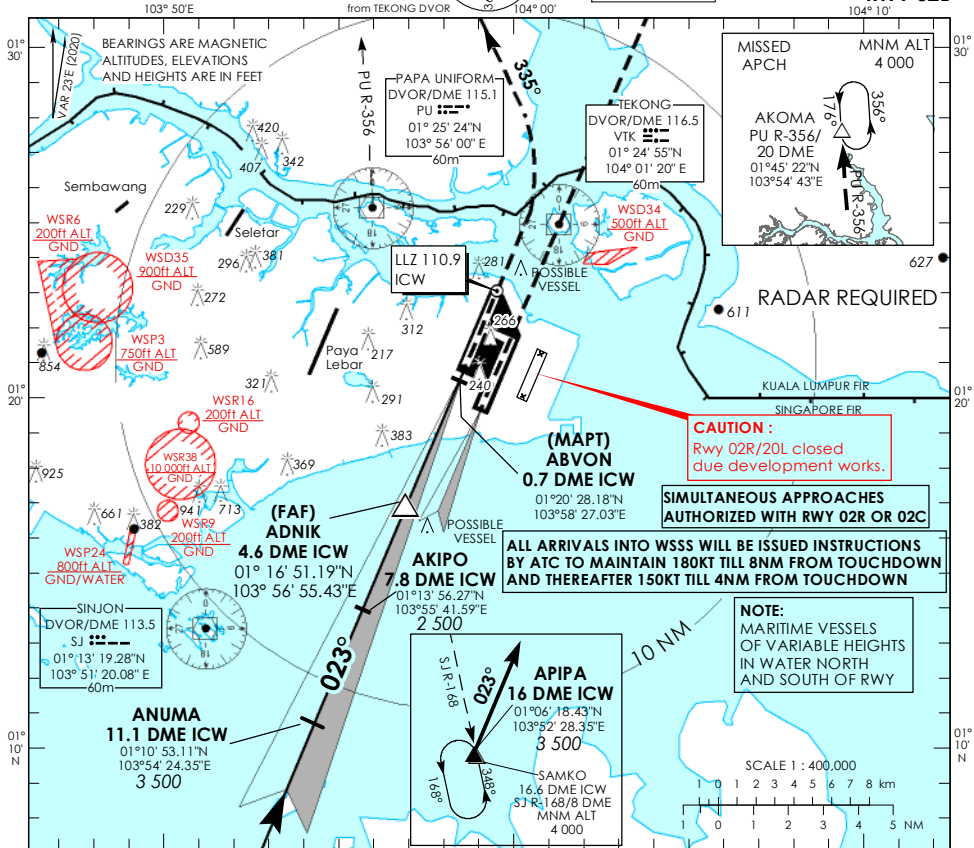 103° 50'E
from TEKONG DVOR
104° 00'
104° 10'
01°
30'
BEARINGS ARE MAGNETIC
ALTITUDES, ELEVATIONS
AND HEIGHTS ARE IN FEET
VAR 23'E (2020)
PU R-356
335°
PAPA UNIFORM
DVOR/DME 115.1
PU
01° 25' 24"N
103° 56' 00" E
60m
TEKONG
DVOR/DME 116.5
VTK
01° 24' 55"N
104° 01' 20" E
60m
MISSED
APCH
MNM ALT
4 000
176°
356°
AKOMA
PU R-356/
20 DME
01°45' 22"N
103°54' 43"E
PU R-356
01°
30'
420
407
342
Sembawang
229
Seletar
WSR6
200ft ALT
GND
WSD35
900ft ALT
GND
296
381
272
LLZ 110.9
ICW
281
POSSIBLE
VESSEL
WSD34
500ft ALT
GND
627
RADAR REQUIRED
611
312
266
217
Paya
Lebar
WSP3
750ft ALT
GND
854
589
321
291
240
01°
20'
KUALA LUMPUR FIR
SINGAPORE FIR
01°
20'
WSR16
200ft ALT
GND
383
369
WSR38
10 000ft ALT
GND
925
941
713
661
382
WSR9
200ft ALT
GND
WSP24
800ft ALT
GND/WATER
CAUTION :
Rwy 02R/20L closed
due development works.
(MAPT)
ABVON
0.7 DME ICW
01°20' 28.18"N
103°58' 27.03"E
SIMULTANEOUS APPROACHES
AUTHORIZED WITH RWY 02R OR 02C
(FAF)
ADNIK
4.6 DME ICW
01° 16' 51.19"N
103° 56' 55.43"E
POSSIBLE
VESSEL
ALL ARRIVALS INTO WSSS WILL BE ISSUED INSTRUCTIONS
BY ATC TO MAINTAIN 180KT TILL 8NM FROM TOUCHDOWN
AND THEREAFTER 150KT TILL 4NM FROM TOUCHDOWN
AKIPO
7.8 DME ICW
01°13' 56.27"N
103°55' 41.59"E
2 500
SINJON
DVOR/DME 113.5
SJ
01° 13' 19.28"N
103° 51' 20.08" E
60m
NOTE:
MARITIME VESSELS
OF VARIABLE HEIGHTS
IN WATER NORTH
AND SOUTH OF RWY
10 NM
023°
ANUMA
11.1 DME ICW
01°10' 53.11"N
103°54' 24.35"E
3 500
SJ R-168
023°
APIPA
16 DME ICW
01°06' 18.43"N
103°52' 28.35"E
3 500
168°
348°
SAMKO
16.6 DME ICW
SJ R-168/8 DME
MNM ALT
4 000
01°
10'
N
01°
10'
N
SCALE 1 : 400,000
1 0 1 2 3 4 5 6 7 8 km
1 0 1 2 3 4 5 NM